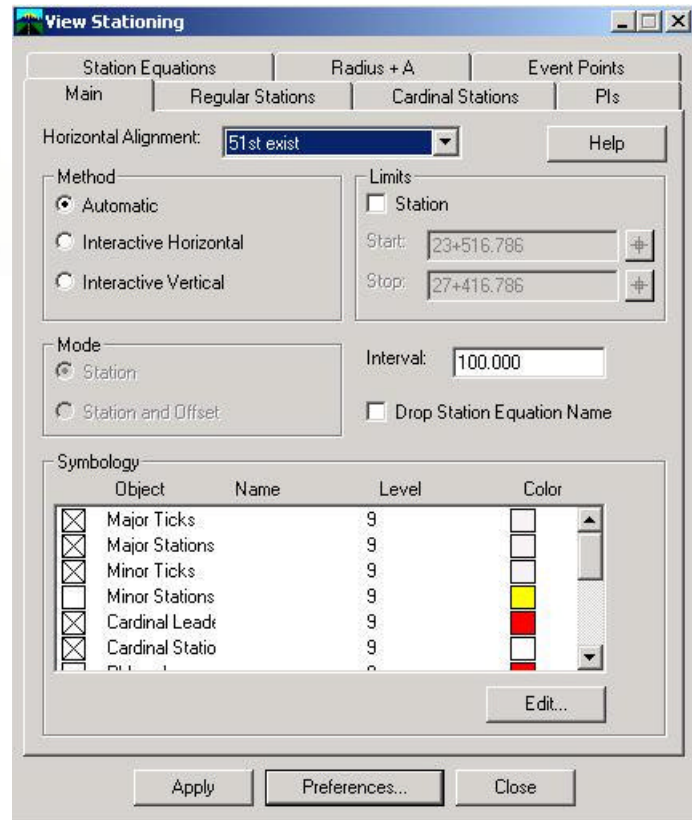 View Stationing
Station Equations Radius + A Event Points
Main Regular Stations Cardinal Stations PIs
Horizontal Alignment: 51st exist Help
Method
Automatic
Interactive Horizontal
Interactive Vertical
Limits
Station
Start: 23+516.786
Stop: 27+416.786
Mode
Station
Station and Offset
Interval: 100.000
Drop Station Equation Name
Symbology
Object Name Level Color
Major Ticks 9
Major Stations 9
Minor Ticks 9
Minor Stations 9
Cardinal Leade 9
Cardinal Statio 9
Edit...
Apply Preferences... Close